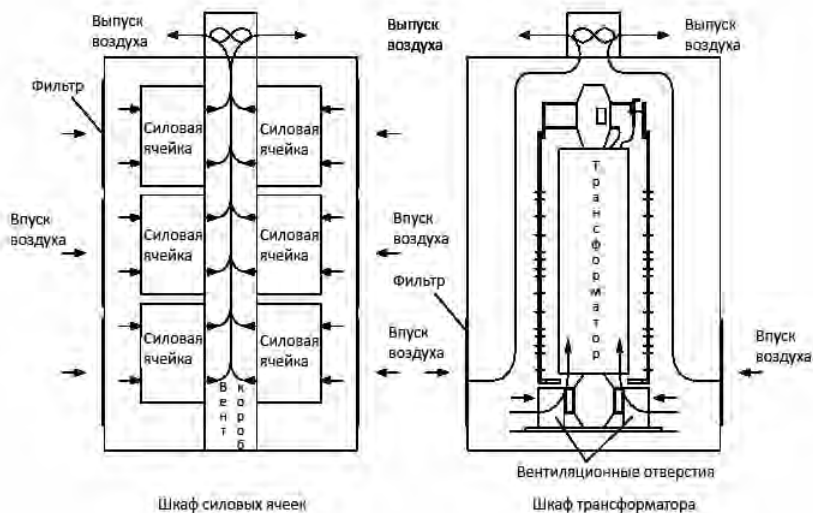 Выпуск
воздуха
Выпуск
воздуха
Выпуск
воздуха
Фильтр
Силовая
ячейка
Силовая
ячейка
Силовая
ячейка
Силовая
ячейка
Силовая
ячейка
Силовая
ячейка
Впуск
воздуха
Впуск
воздуха
Впуск
воздуха
Впуск
воздуха
Фильтр
Вент
короб
Трансформатор
Вентиляционные отверстия
Шкаф силовых ячеек
Шкаф трансформатора